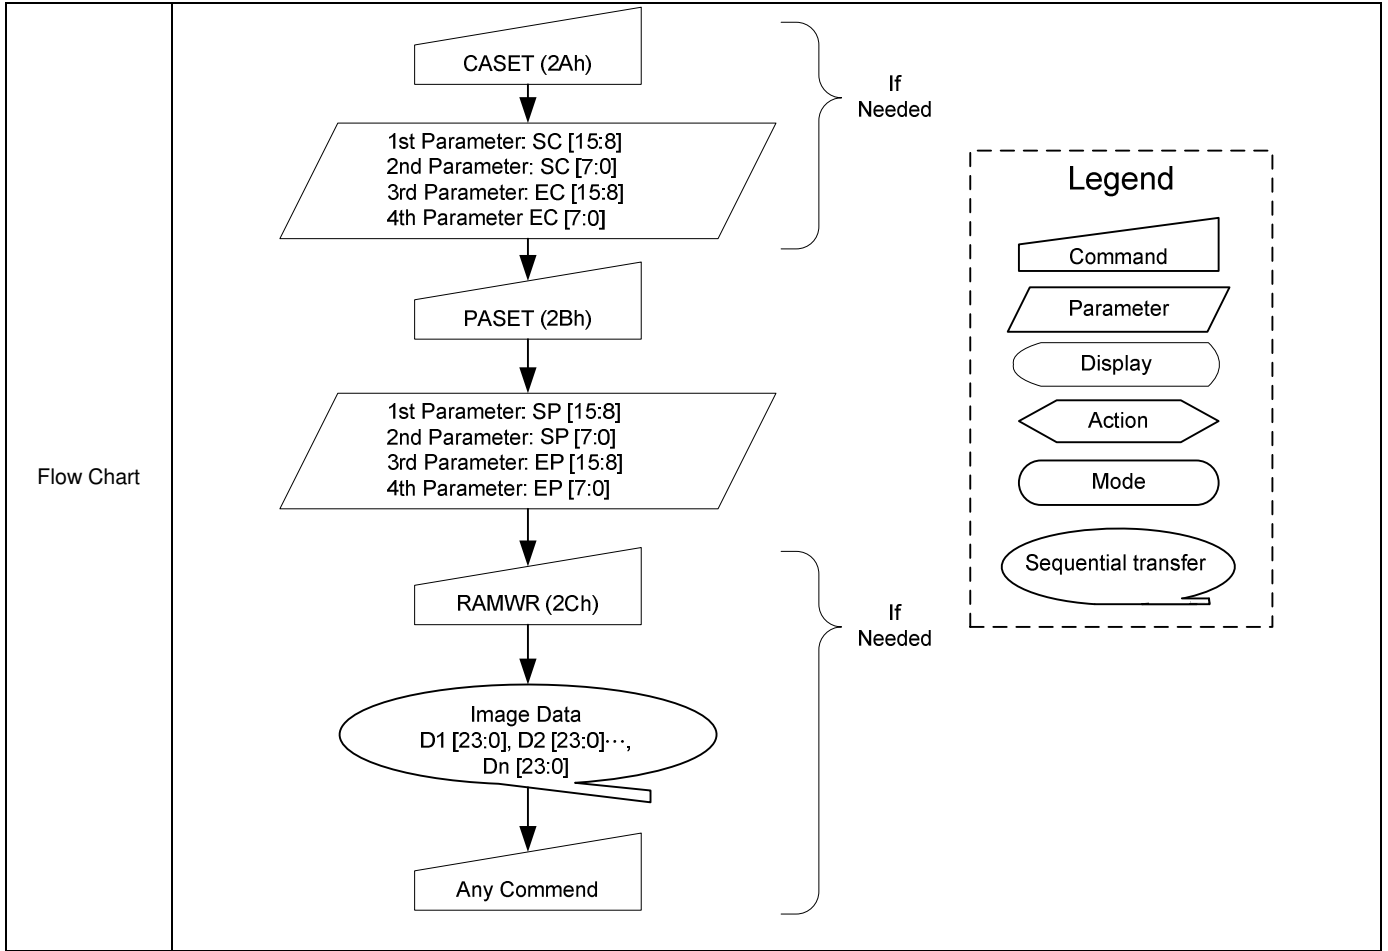 Flow Chart
CASET (2Ah)
1st Parameter: SC [15:8]
2nd Parameter: SC [7:0]
3rd Parameter: EC [15:8]
4th Parameter EC [7:0]
If
Needed
PASET (2Bh)
1st Parameter: SP [15:8]
2nd Parameter: SP [7:0]
3rd Parameter: EP [15:8]
4th Parameter: EP [7:0]
RAMWR (2Ch)
Image Data
D1 [23:0], D2 [23:0]⋯,
Dn [23:0]
Any Commend
If
Needed
Legend
Command
Parameter
Display
Action
Mode
Sequential transfer